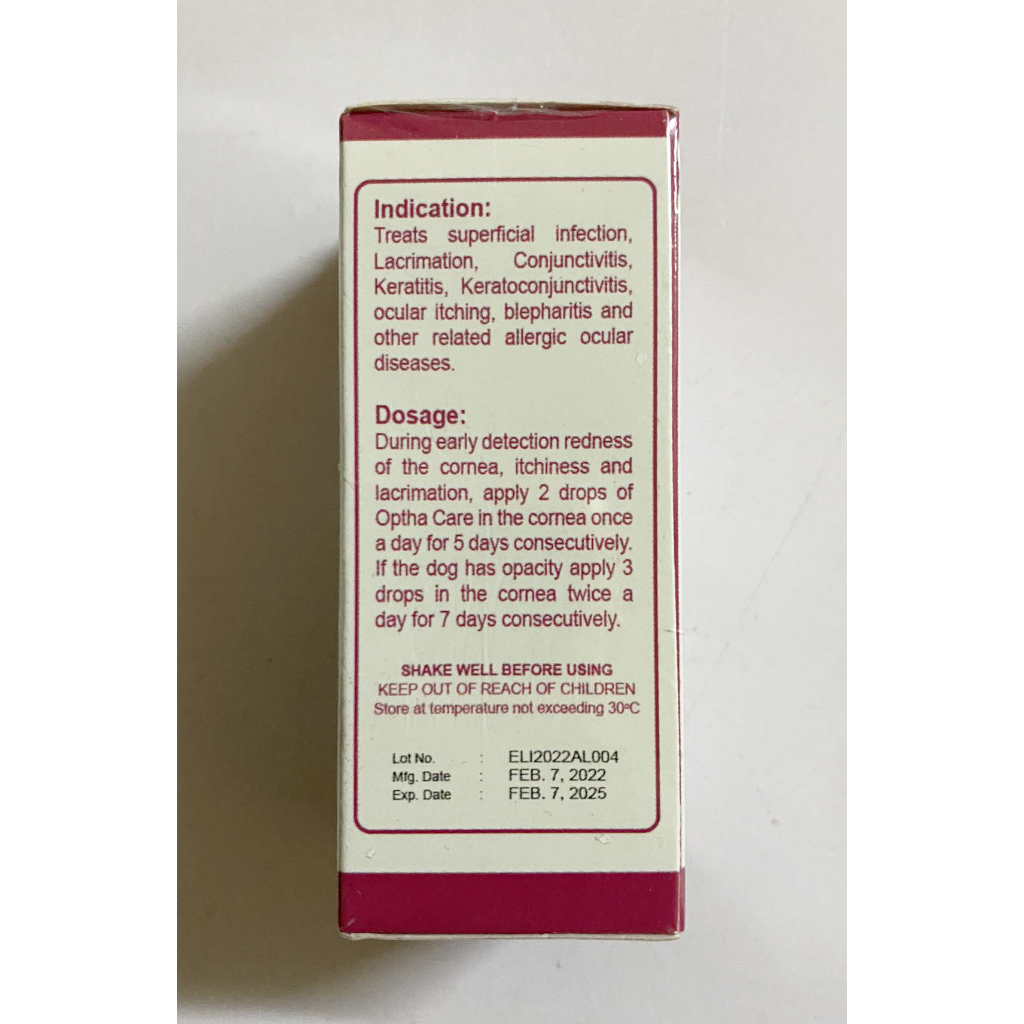 Indication:
Treats superficial infection,
Lacrimation, Conjunctivitis,
Keratitis, Keratoconjunctivitis,
ocular itching, blepharitis and
other related allergic ocular
diseases.
Dosage:
During early detection redness
of the cornea, itchiness and
lacrimation, apply 2 drops of
Optha Care in the cornea once
a day for 5 days consecutively.
If the dog has opacity apply 3
drops in the cornea twice a
day for 7 days consecutively.
SHAKE WELL BEFORE USING
KEEP OUT OF REACH OF CHILDREN
Store at temperature not exceeding 30°C
Lot No. : ELI2022AL004
Mfg. Date : FEB. 7, 2022
Exp. Date : FEB. 7, 2025